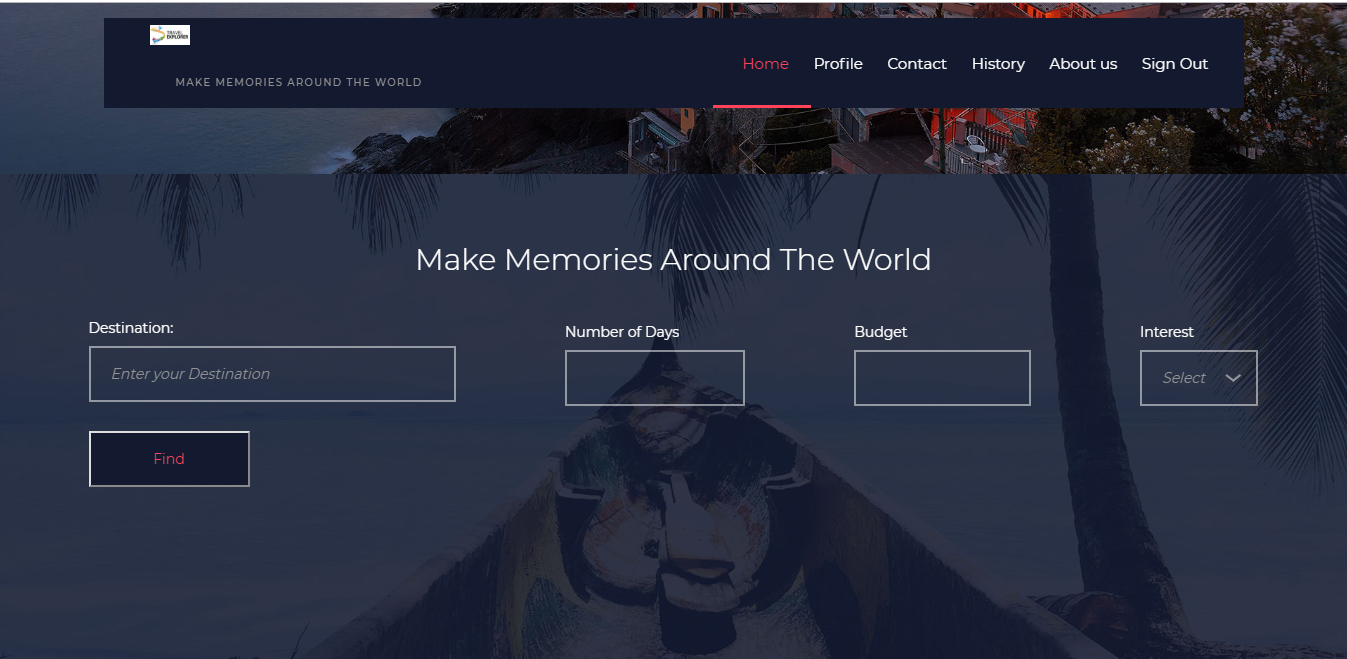 TRAVEL
EXPLORER
MAKE MEMORIES AROUND THE WORLD
Home Profile Contact History About us Sign Out
Make Memories Around The World
Destination: Number of Days Budget Interest
Enter your Destination Select
Find